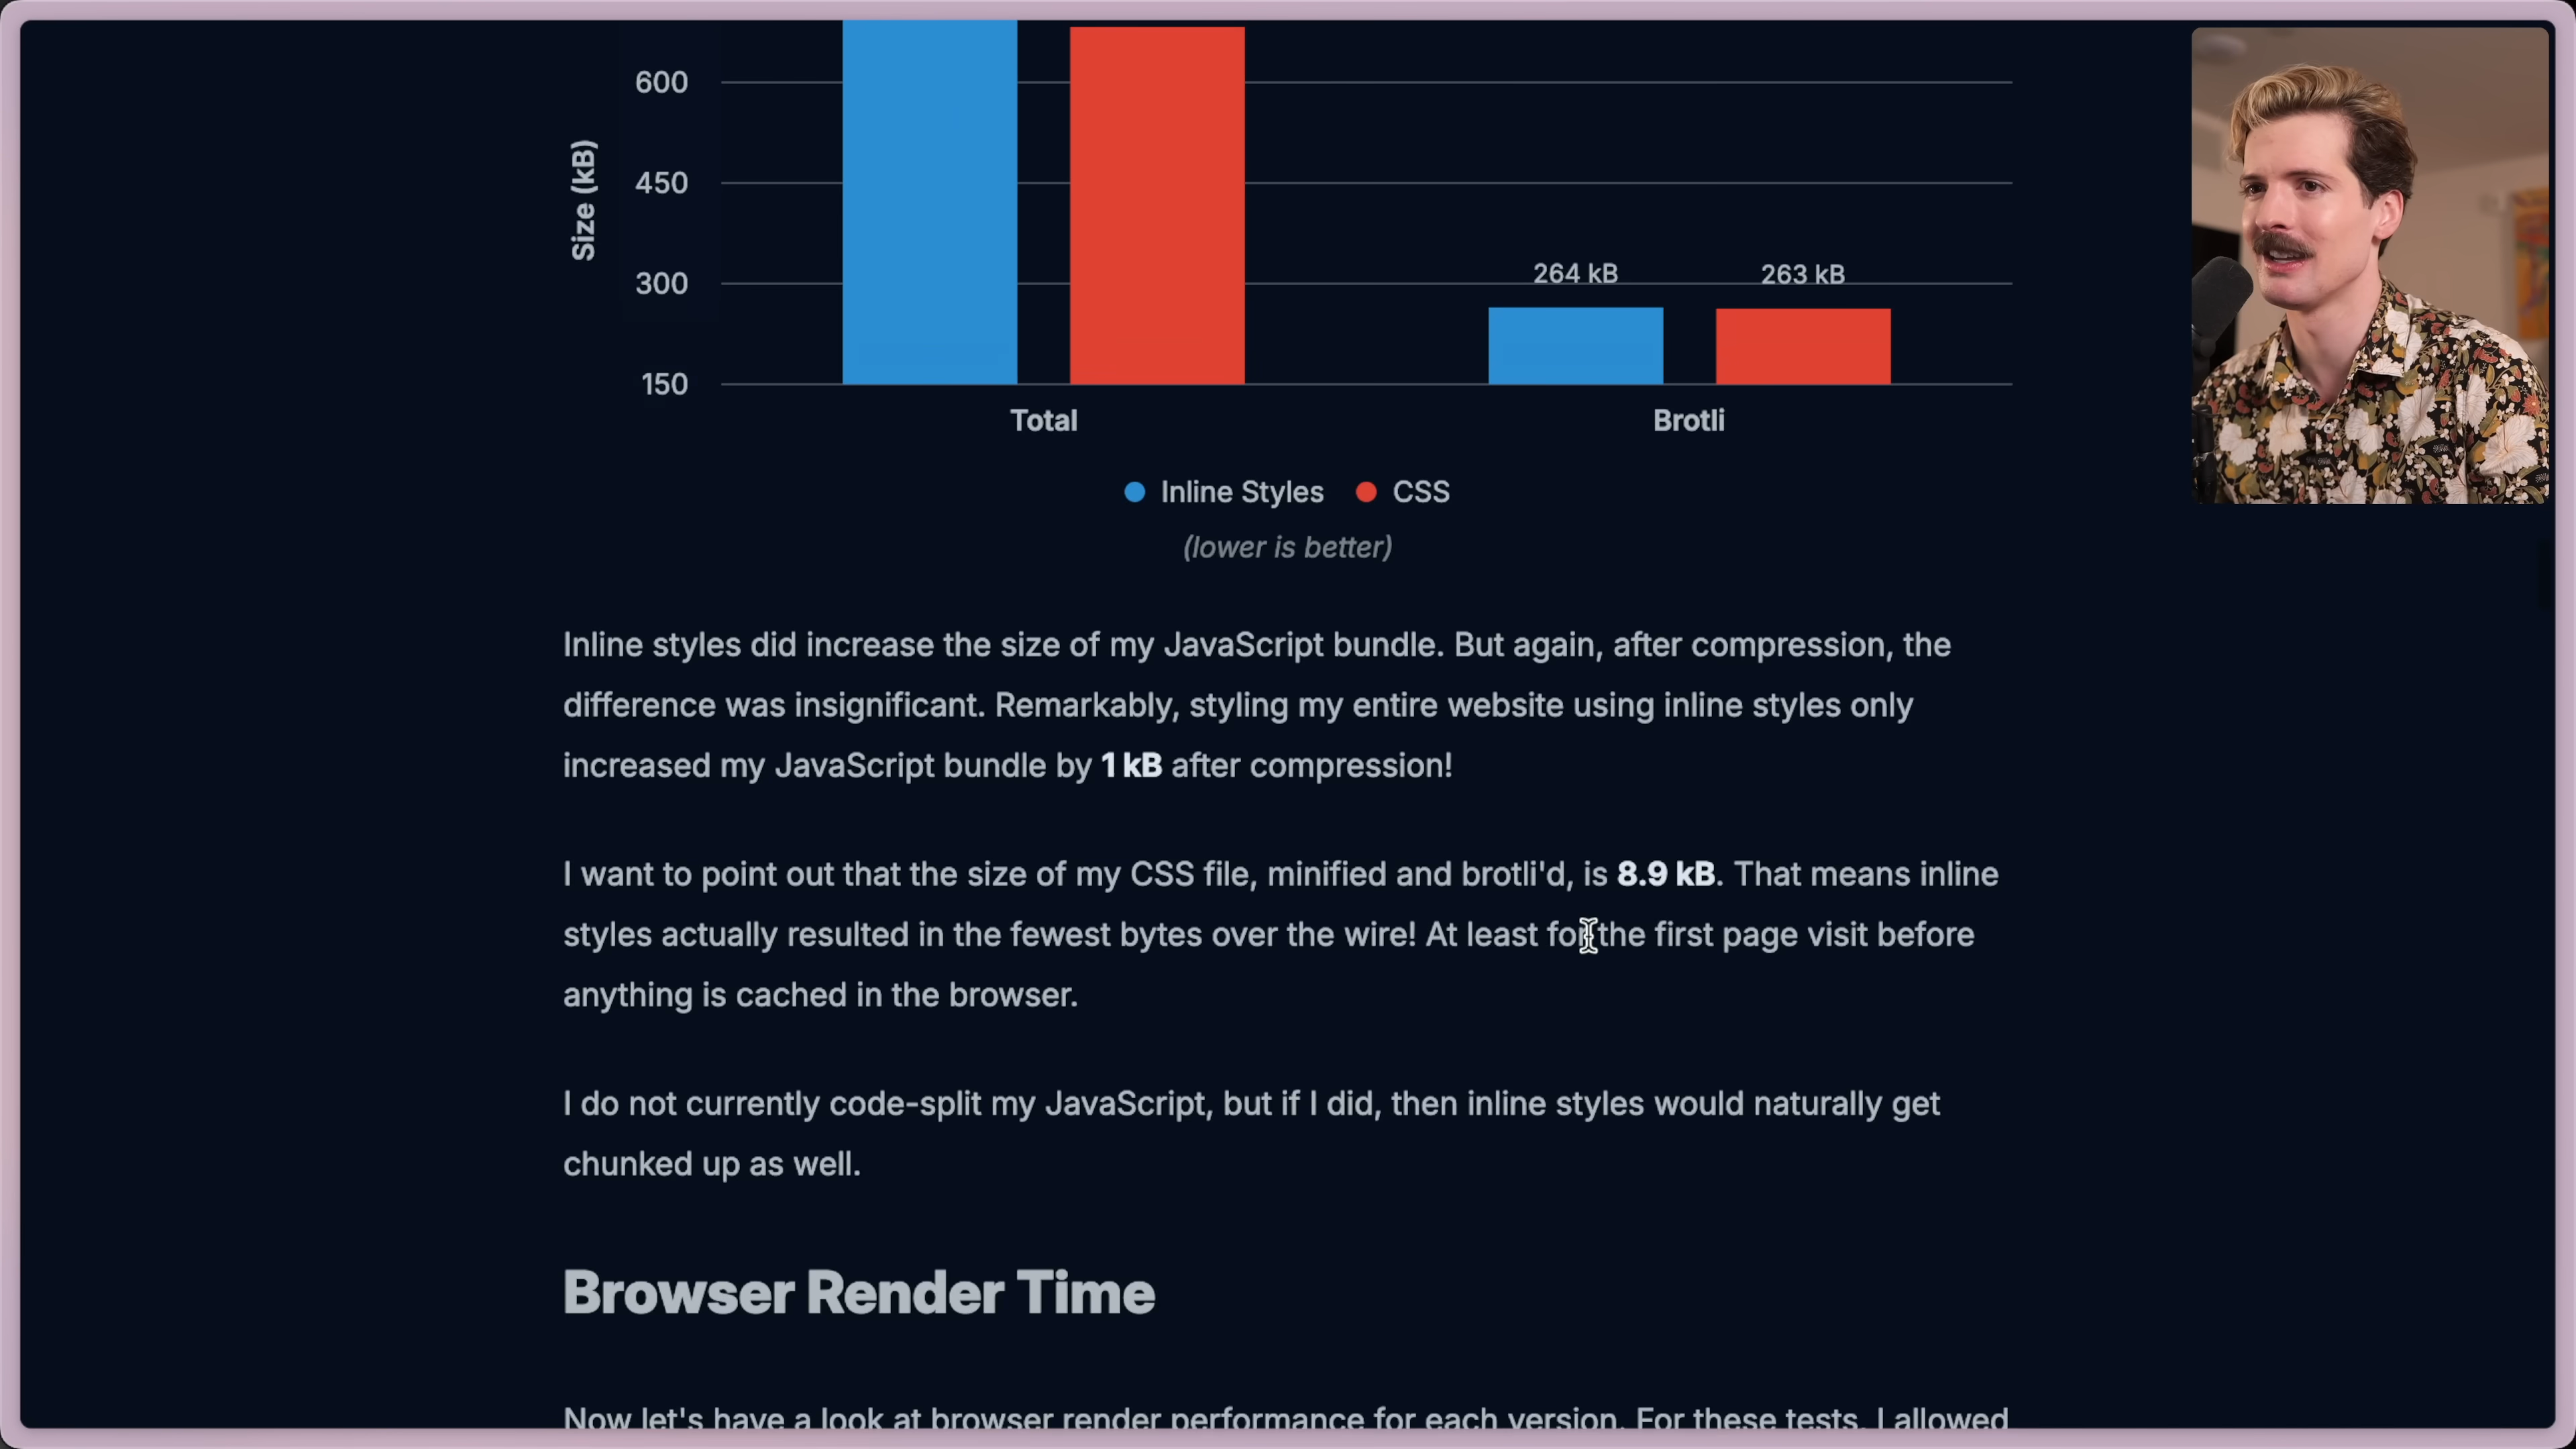 600
450
300
150
Size (kB)
264 kB
263 kB
Total
Brotli
Inline Styles
CSS
(lower is better)
Inline styles did increase the size of my JavaScript bundle. But again, after compression, the
difference was insignificant. Remarkably, styling my entire website using inline styles only
increased my JavaScript bundle by 1 kB after compression!
I want to point out that the size of my CSS file, minified and brotli'd, is 8.9 kB. That means inline
styles actually resulted in the fewest bytes over the wire! At least for the first page visit before
anything is cached in the browser.
I do not currently code-split my JavaScript, but if I did, then inline styles would naturally get
chunked up as well.
Browser Render Time
Now let's have a look at browser render performance for each version. For these tests, I allowed